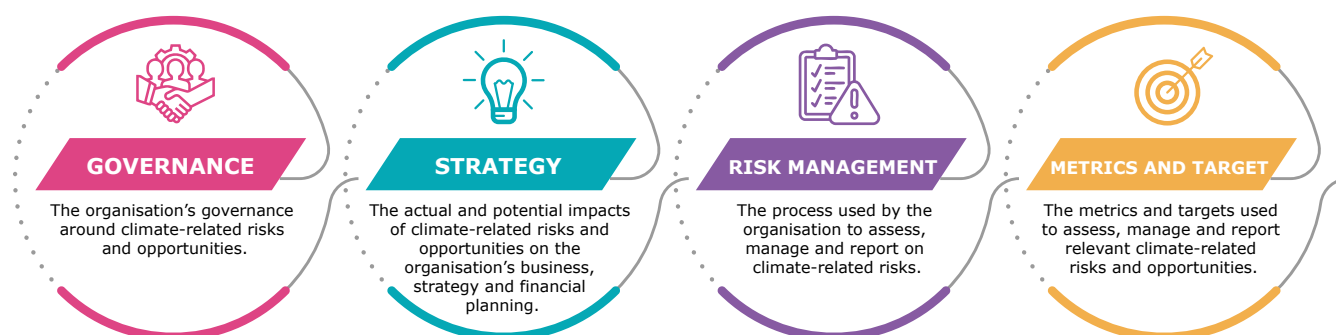 GOVERNANCE
The organisation’s governance
around climate-related risks
and opportunities.
STRATEGY
The actual and potential impacts
of climate-related risks and
opportunities on the
organisation’s business,
strategy and financial
planning.
RISK MANAGEMENT
The process used by the
organisation to assess,
manage and report on
climate-related risks.
METRICS AND TARGET
The metrics and targets used
to assess, manage and report
relevant climate-related
risks and opportunities.